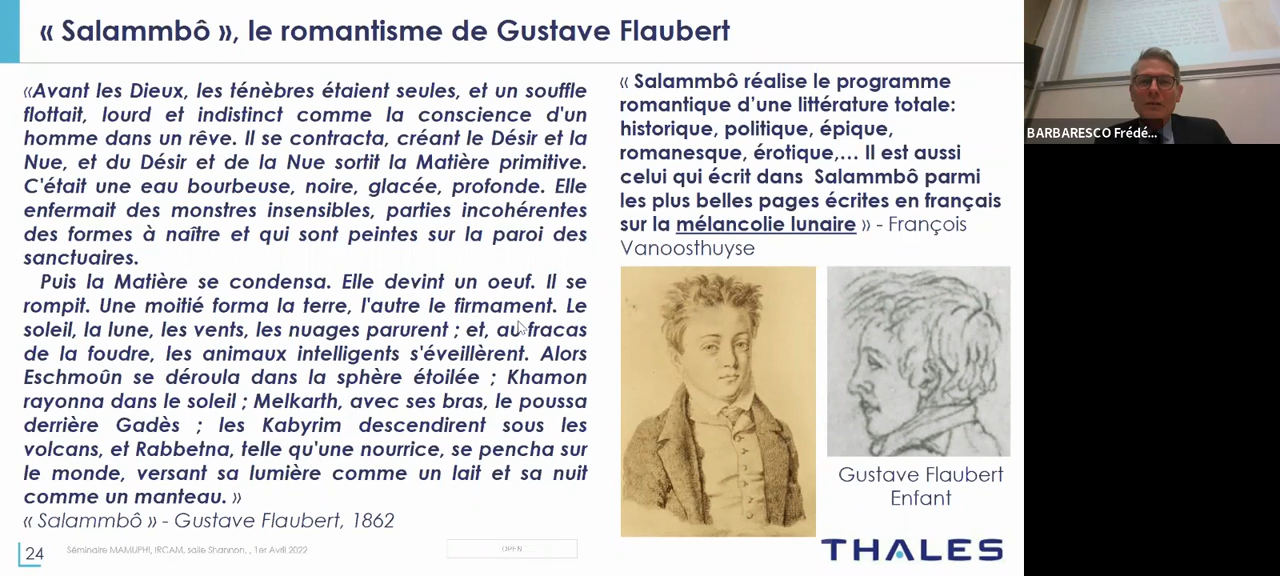 « Salammbô », le romantisme de Gustave Flaubert
«Avant les Dieux, les ténèbres étaient seules, et un souffle
flottait, lourd et indistinct comme la conscience d'un
homme dans un rêve. Il se contracta, créant le Désir et la
Nue, et du Désir et de la Nue sortit la Matière primitive.
C'était une eau bourbeuse, noire, glacée, profonde. Elle
enfermait des monstres insensibles, parties incohérentes
des formes à naître et qui sont peintes sur la paroi des
sanctuaires.
Puis la Matière se condensa. Elle devint un oeuf. Il se
rompit. Une moitié forma la terre, l'autre le firmament. Le
soleil, la lune, les vents, les nuages parurent ; et, au fracas
de la foudre, les animaux intelligents s'éveillèrent. Alors
Eschmoûn se déroula dans la sphère étoilée ; Khamon
rayonna dans le soleil ; Melkarth, avec ses bras, le poussa
derrière Gadès ; les Kabyrim descendirent sous les
volcans, et Rabbetna, telle qu'une nourrice, se pencha sur
le monde, versant sa lumière comme un lait et sa nuit
comme un manteau. »
« Salammbô » - Gustave Flaubert, 1862
« Salammbô réalise le programme
romantique d'une littérature totale:
historique, politique, épique,
romanesque, érotique,… Il est aussi
celui qui écrit dans Salammbô parmi
les plus belles pages écrites en français
sur la mélancolie lunaire » - François
Vanoosthuyse
Gustave Flaubert
Enfant
24
Séminaire MAMUPHI, IRCAM, salle Shannon, , 1er Avril 2022
OPEN
THALES
BARBARESCO Frédé...